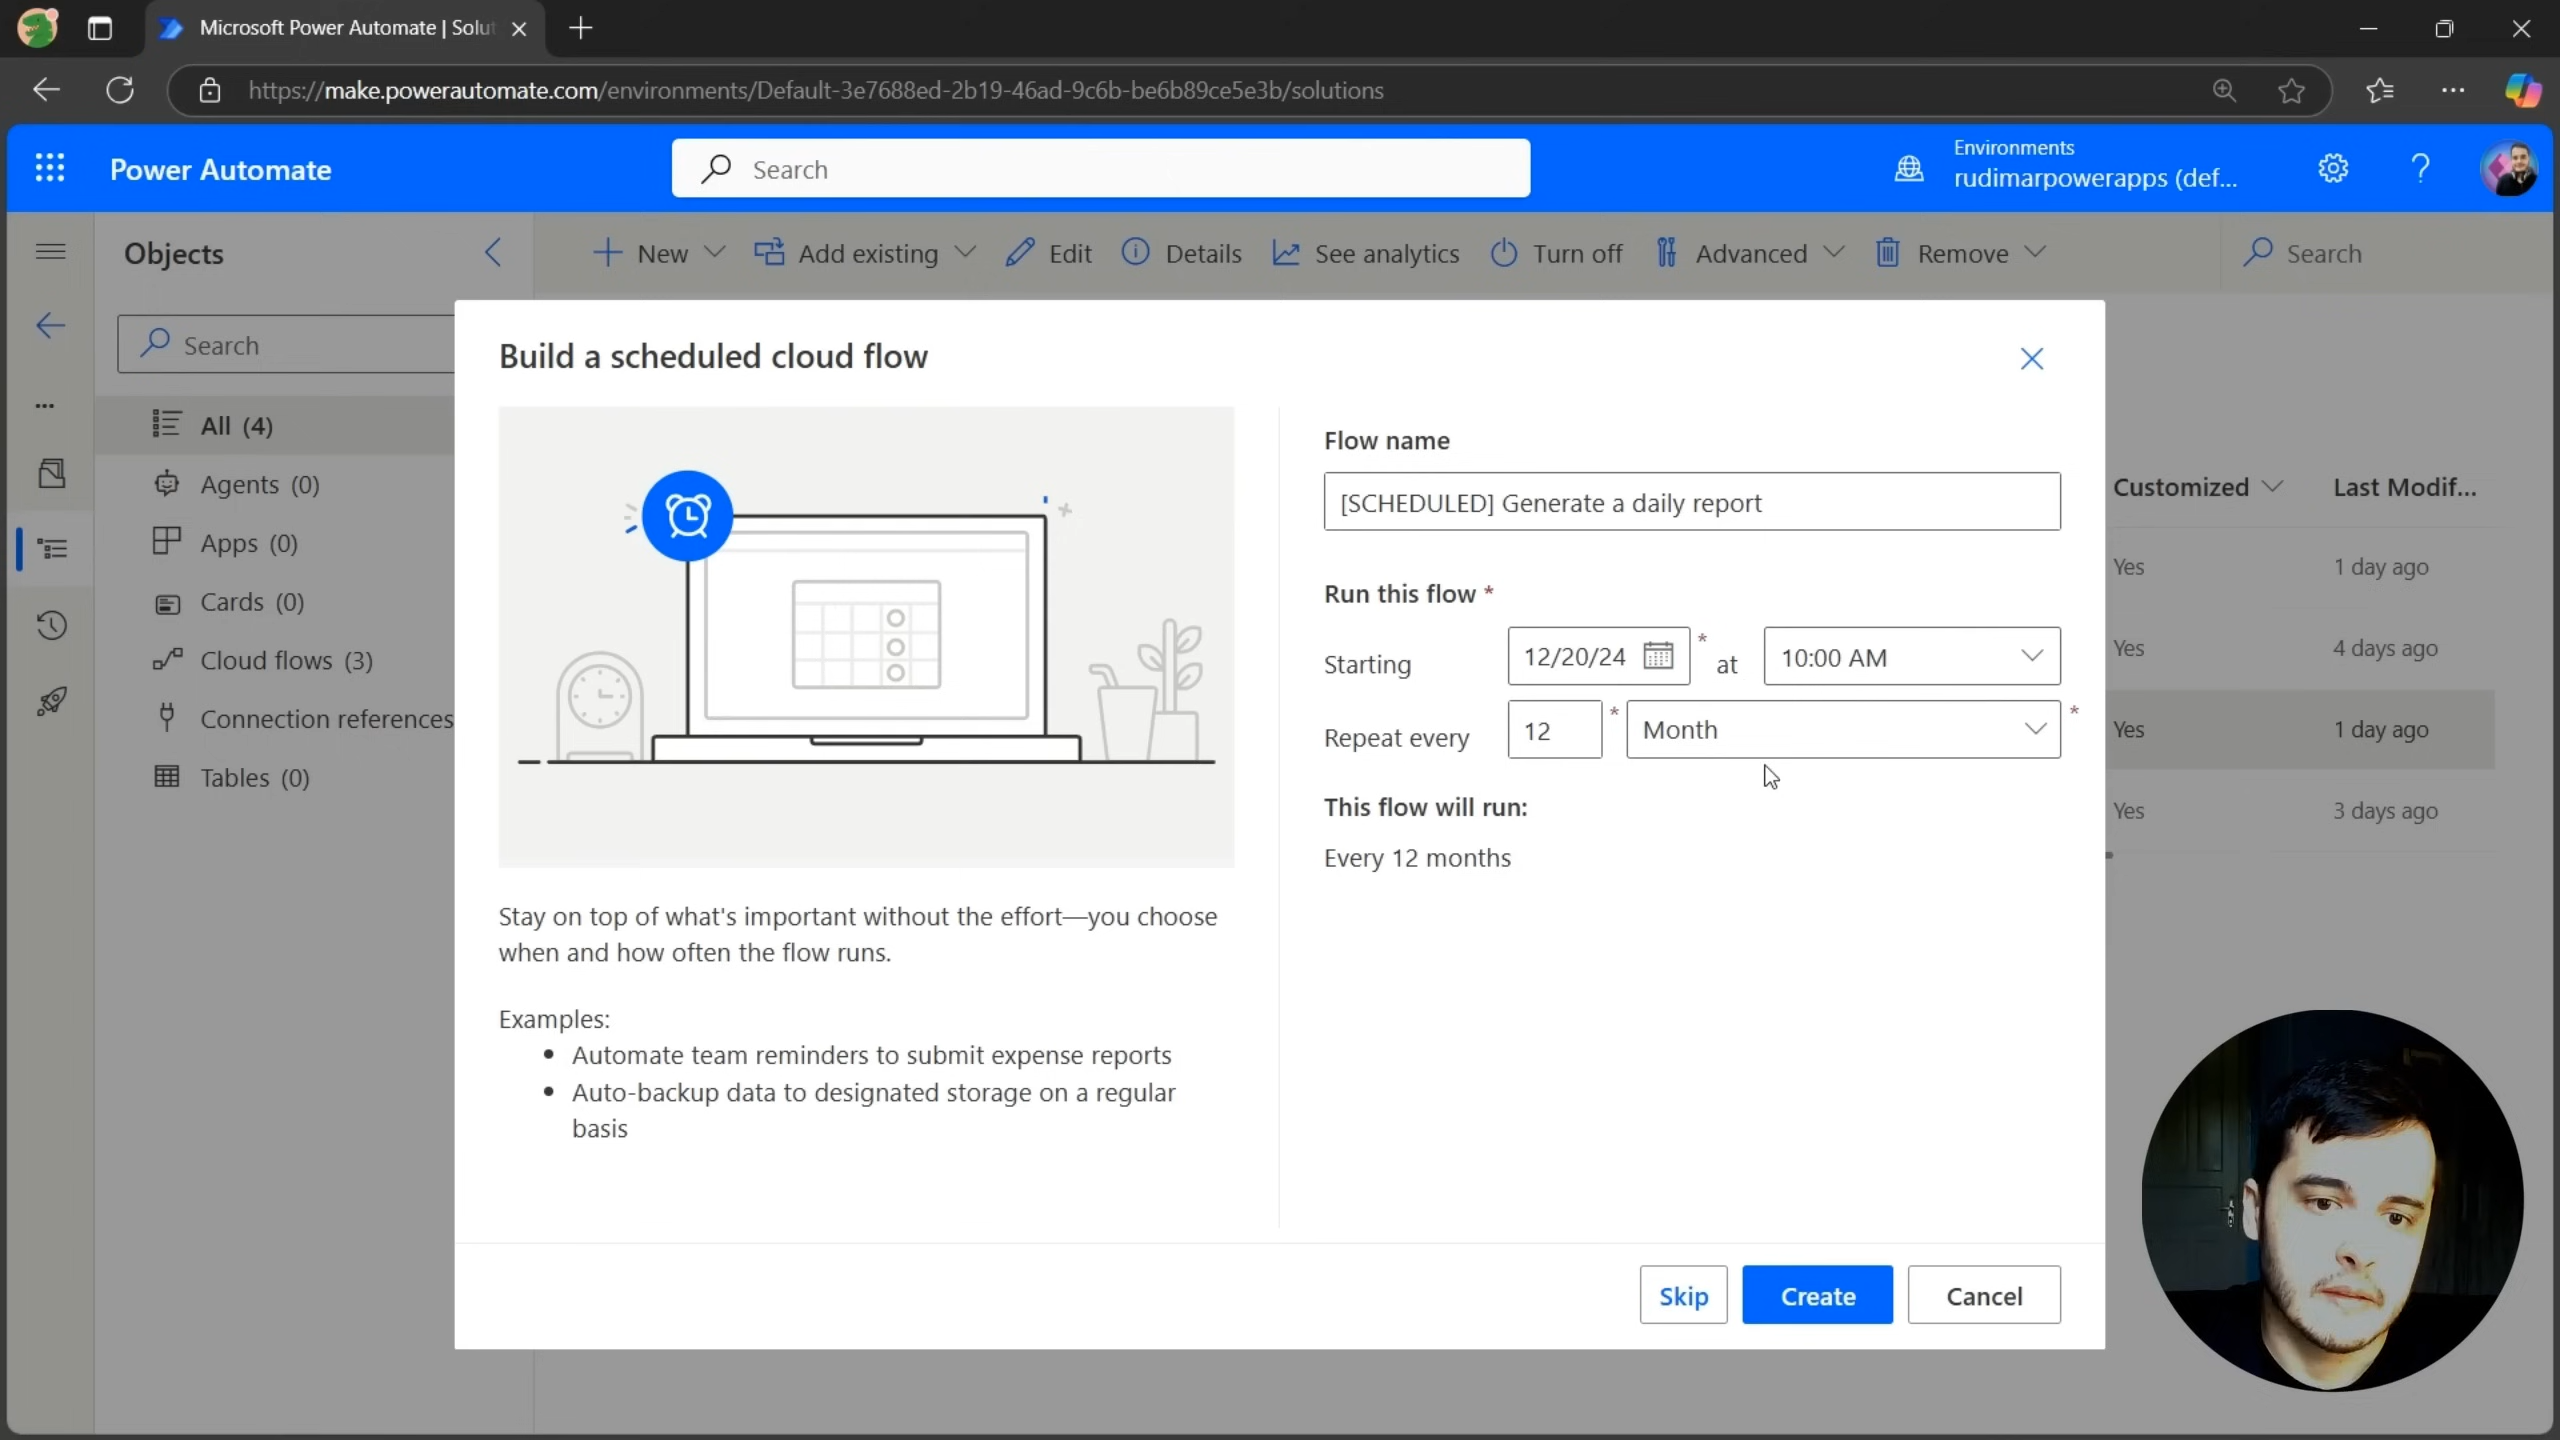 Microsoft Power Automate | Solut
https://make.powerautomate.com/environments/Default-3e7688ed-2b19-46ad-9c6b-be6b89ce5e3b/solutions
Power Automate
Search
Environments
rudimarpowerapps (def...
Objects
New
Add existing
Edit
Details
See analytics
Turn off
Advanced
Remove
Search
Search
All (4)
Agents (0)
Apps (0)
Cards (0)
Cloud flows (3)
Connection references
Tables (0)
Build a scheduled cloud flow
Stay on top of what's important without the effort—you choose
when and how often the flow runs.
Examples:
• Automate team reminders to submit expense reports
• Auto-backup data to designated storage on a regular
basis
Flow name
[SCHEDULED] Generate a daily report
Run this flow *
Starting 12/20/24 * at 10:00 AM
Repeat every 12 * Month *
This flow will run:
Every 12 months
Skip
Create
Cancel
Customized
Last Modif...
Yes 1 day ago
Yes 4 days ago
Yes 1 day ago
Yes 3 days ago